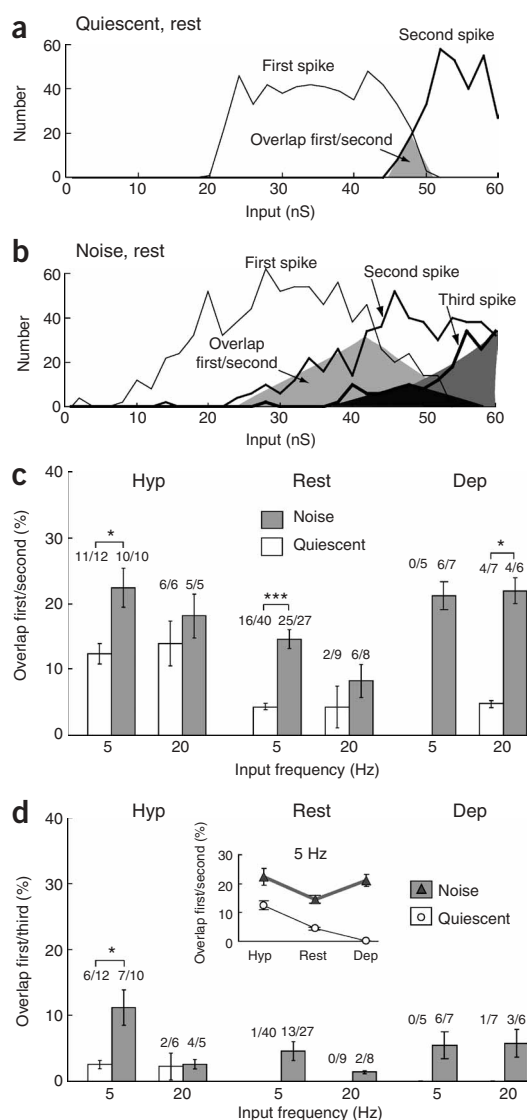 a
Quiescent, rest
Second spike
First spike
Number
60
40
20
0
Overlap first/second
0 10 20 30 40 50 60
Input (nS)
b
Noise, rest
First spike
Second spike
Third spike
Number
60
40
20
0
Overlap
first/second
0 10 20 30 40 50 60
Input (nS)
c
Hyp Rest Dep
Overlap first/second (%)
40
30
20
10
0
Noise
Quiescent
* *** *
11/12 10/10 6/6 5/5 16/40 25/27 2/9 6/8 0/5 6/7 4/7 4/6
5 20 5 20 5 20
Input frequency (Hz)
d
Hyp Rest Dep
Overlap first/third (%)
40
30
20
10
0
Overlap first/second (%)
5 Hz
40
30
20
10
0
Hyp Rest Dep
Noise
Quiescent
*
6/12 7/10 2/6 4/5 1/40 13/27 0/9 2/8 0/5 6/7 1/7 3/6
5 20 5 20 5 20
Input frequency (Hz)